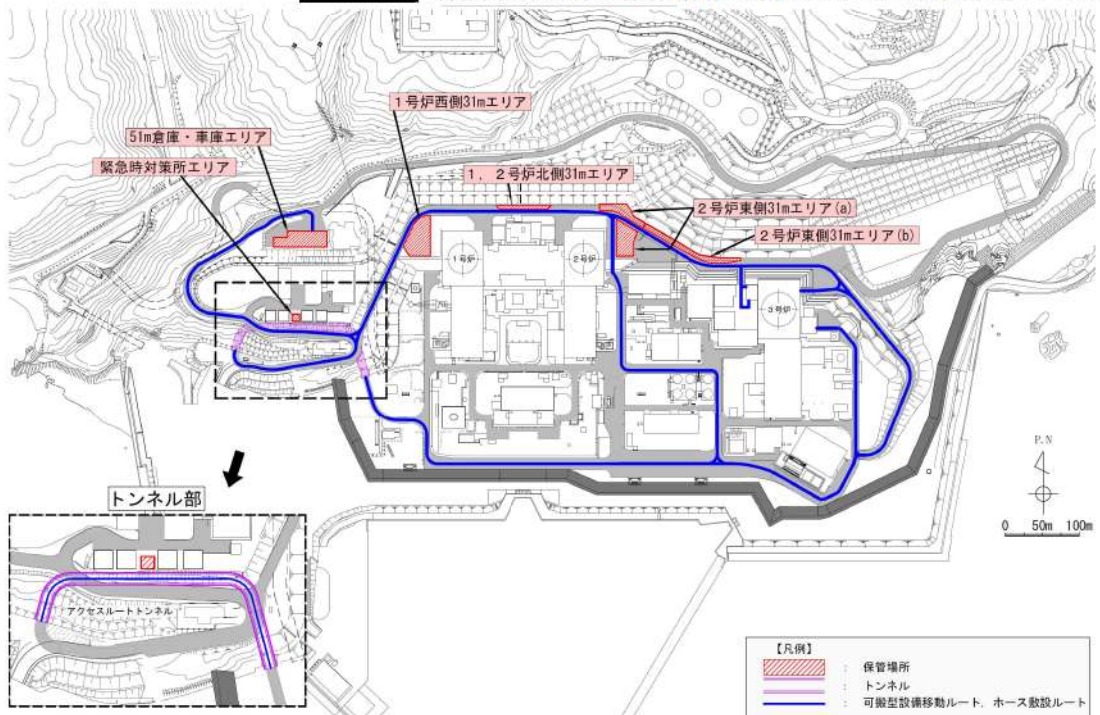 1号炉西側31mエリア
51m倉庫・車庫エリア
緊急時対策所エリア
1,2号炉北側31mエリア
2号炉東側31mエリア(a)
2号炉東側31mエリア(b)
1号炉
2号炉
3号炉
P.N
0 50m 100m
トンネル部
アクセスルートトンネル
【凡例】
: 保管場所
: トンネル
: 可搬型設備移動ルート,ホース敷設ルート